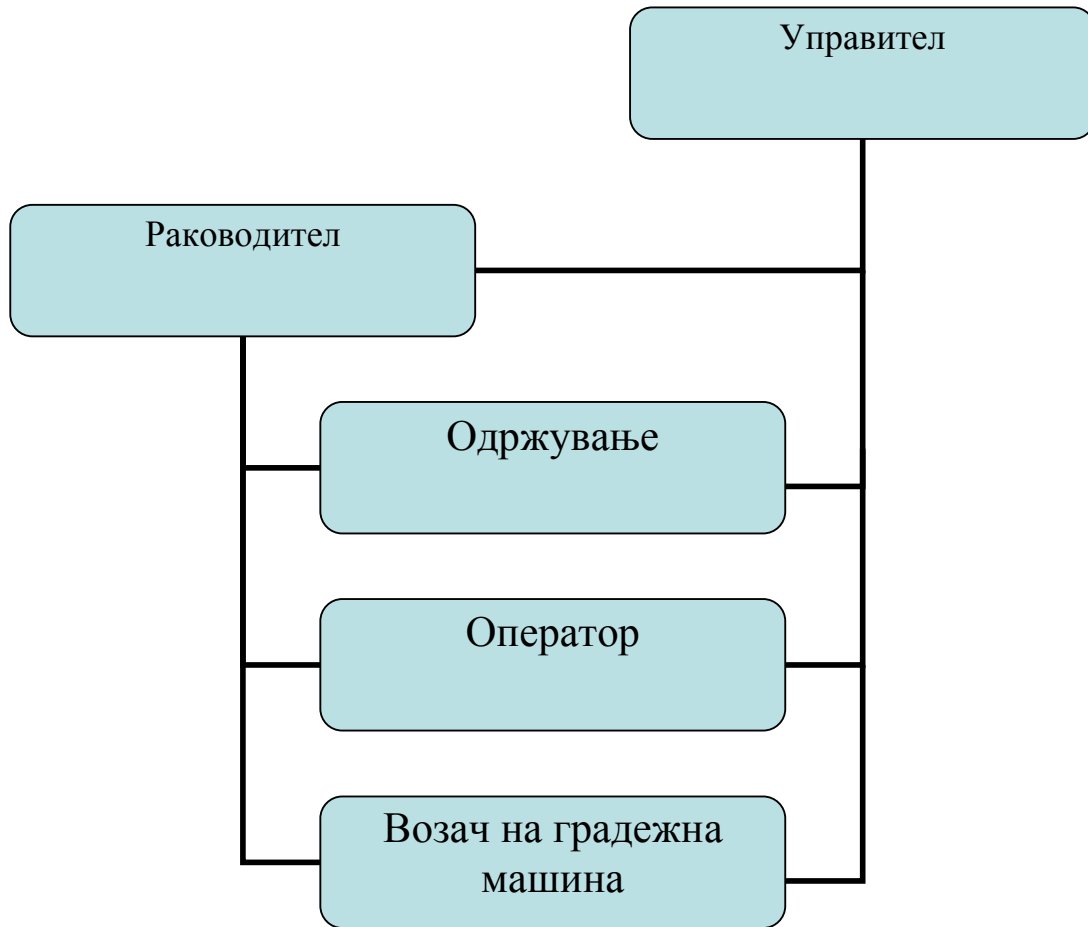 Управител
Раководител
Одржување
Оператор
Возач на градежна
машина